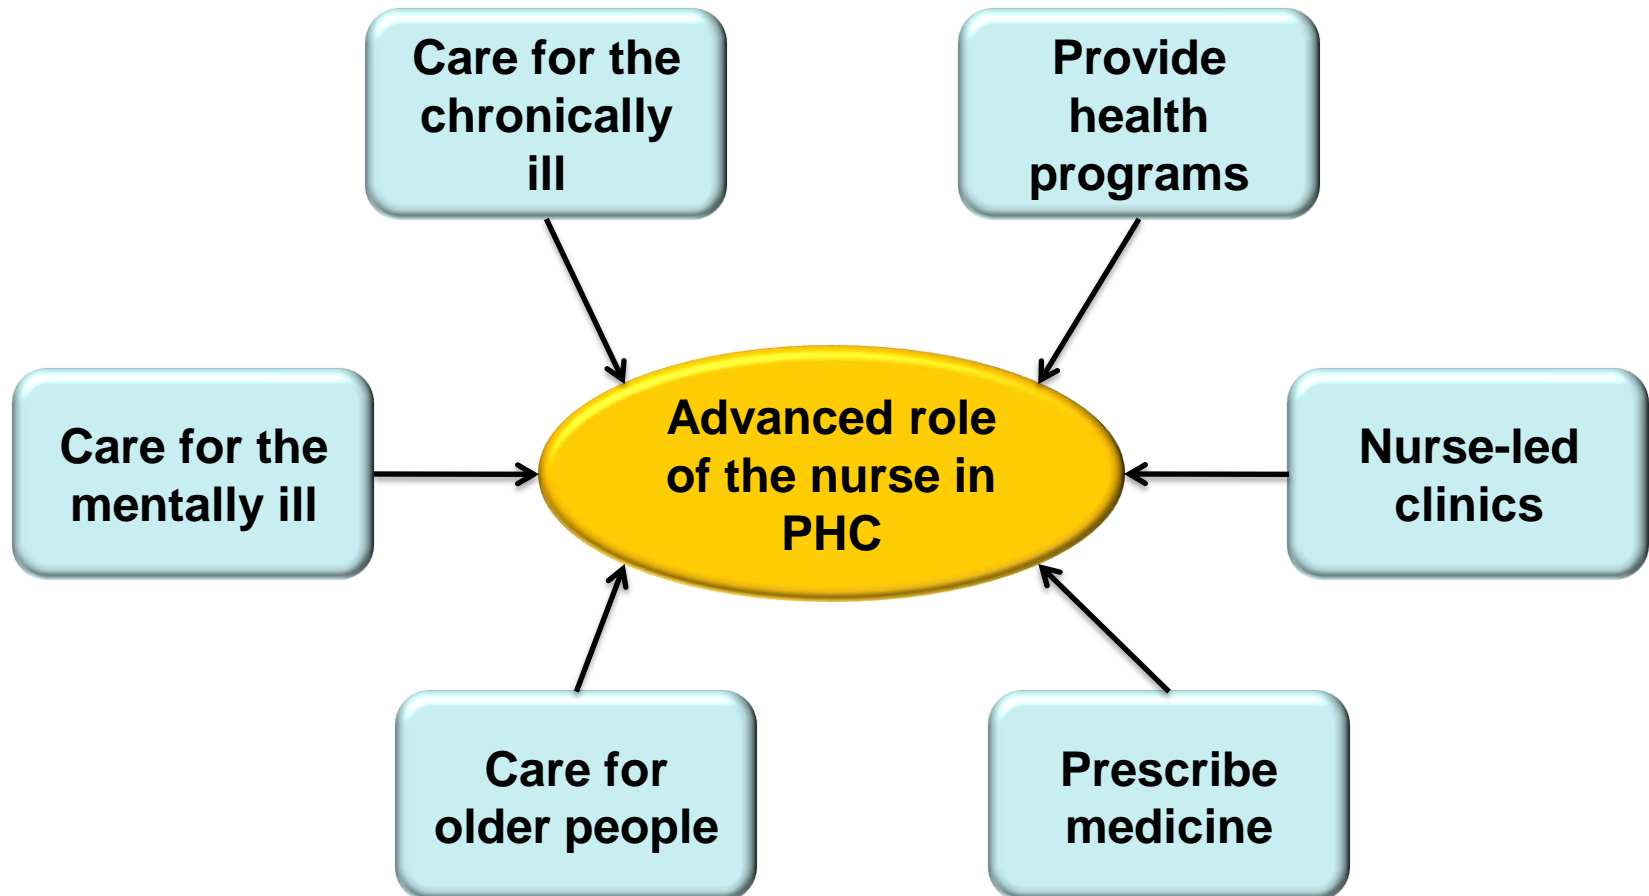 Care for the
chronically
ill
Provide
health
programs
Care for the
mentally ill
Advanced role
of the nurse in
PHC
Nurse-led
clinics
Care for
older people
Prescribe
medicine